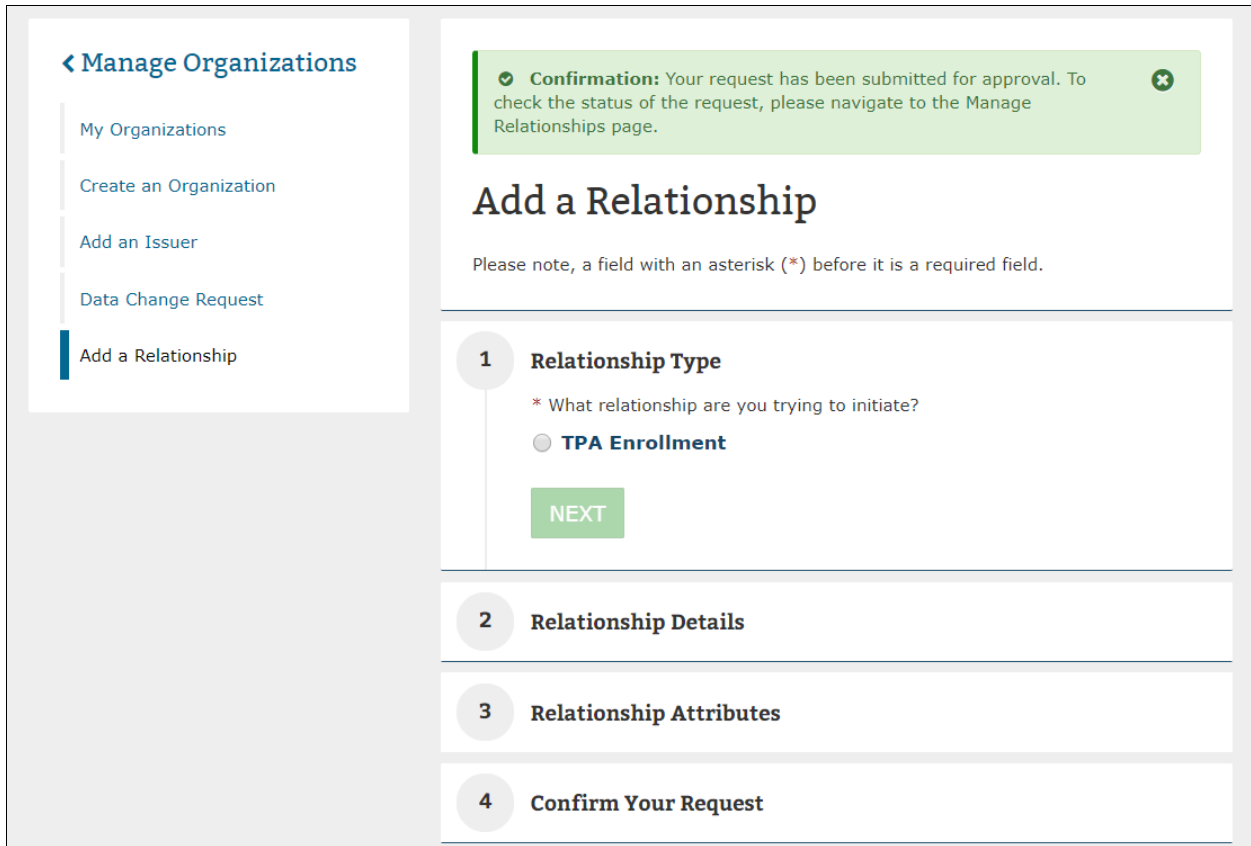 Manage Organizations
My Organizations
Create an Organization
Add an Issuer
Data Change Request
Add a Relationship
Confirmation: Your request has been submitted for approval. To
check the status of the request, please navigate to the Manage
Relationships page.
Add a Relationship
Please note, a field with an asterisk (*) before it is a required field.
1 Relationship Type
* What relationship are you trying to initiate?
TPA Enrollment
NEXT
2 Relationship Details
3 Relationship Attributes
4 Confirm Your Request